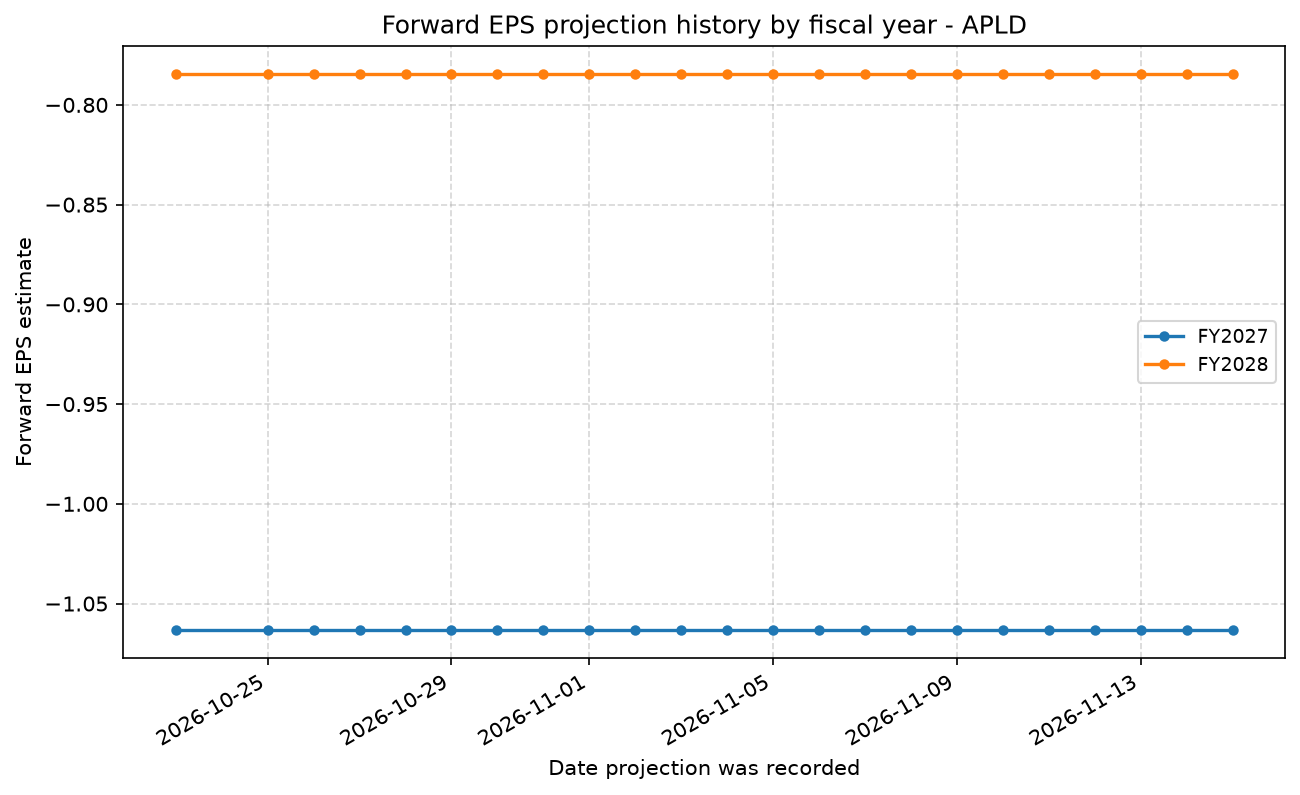 Forward EPS projection history by fiscal year - APLD
Forward EPS estimate
−0.80
−0.85
−0.90
−0.95
−1.00
−1.05
FY2027
FY2028
2026-10-25
2026-10-29
2026-11-01
2026-11-05
2026-11-09
2026-11-13
Date projection was recorded